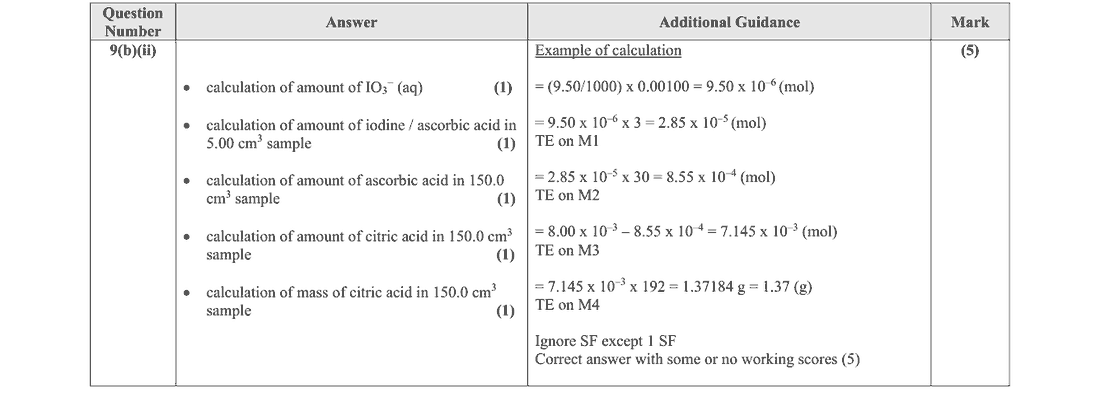 Question Number Answer Additional Guidance Mark
9(b)(ii) Example of calculation (5)
• calculation of amount of IO₃⁻ (aq) (1) = (9.50/1000) x 0.00100 = 9.50 x 10⁻⁶ (mol)
• calculation of amount of iodine / ascorbic acid in = 9.50 x 10⁻⁶ x 3 = 2.85 x 10⁻⁵ (mol)
5.00 cm³ sample (1) TE on M1
• calculation of amount of ascorbic acid in 150.0 = 2.85 x 10⁻⁵ x 30 = 8.55 x 10⁻⁴ (mol)
cm³ sample (1) TE on M2
• calculation of amount of citric acid in 150.0 cm³ = 8.00 x 10⁻³ – 8.55 x 10⁻⁴ = 7.145 x 10⁻³ (mol)
sample (1) TE on M3
• calculation of mass of citric acid in 150.0 cm³ = 7.145 x 10⁻³ x 192 = 1.37184 g = 1.37 (g)
sample (1) TE on M4
Ignore SF except 1 SF
Correct answer with some or no working scores (5)